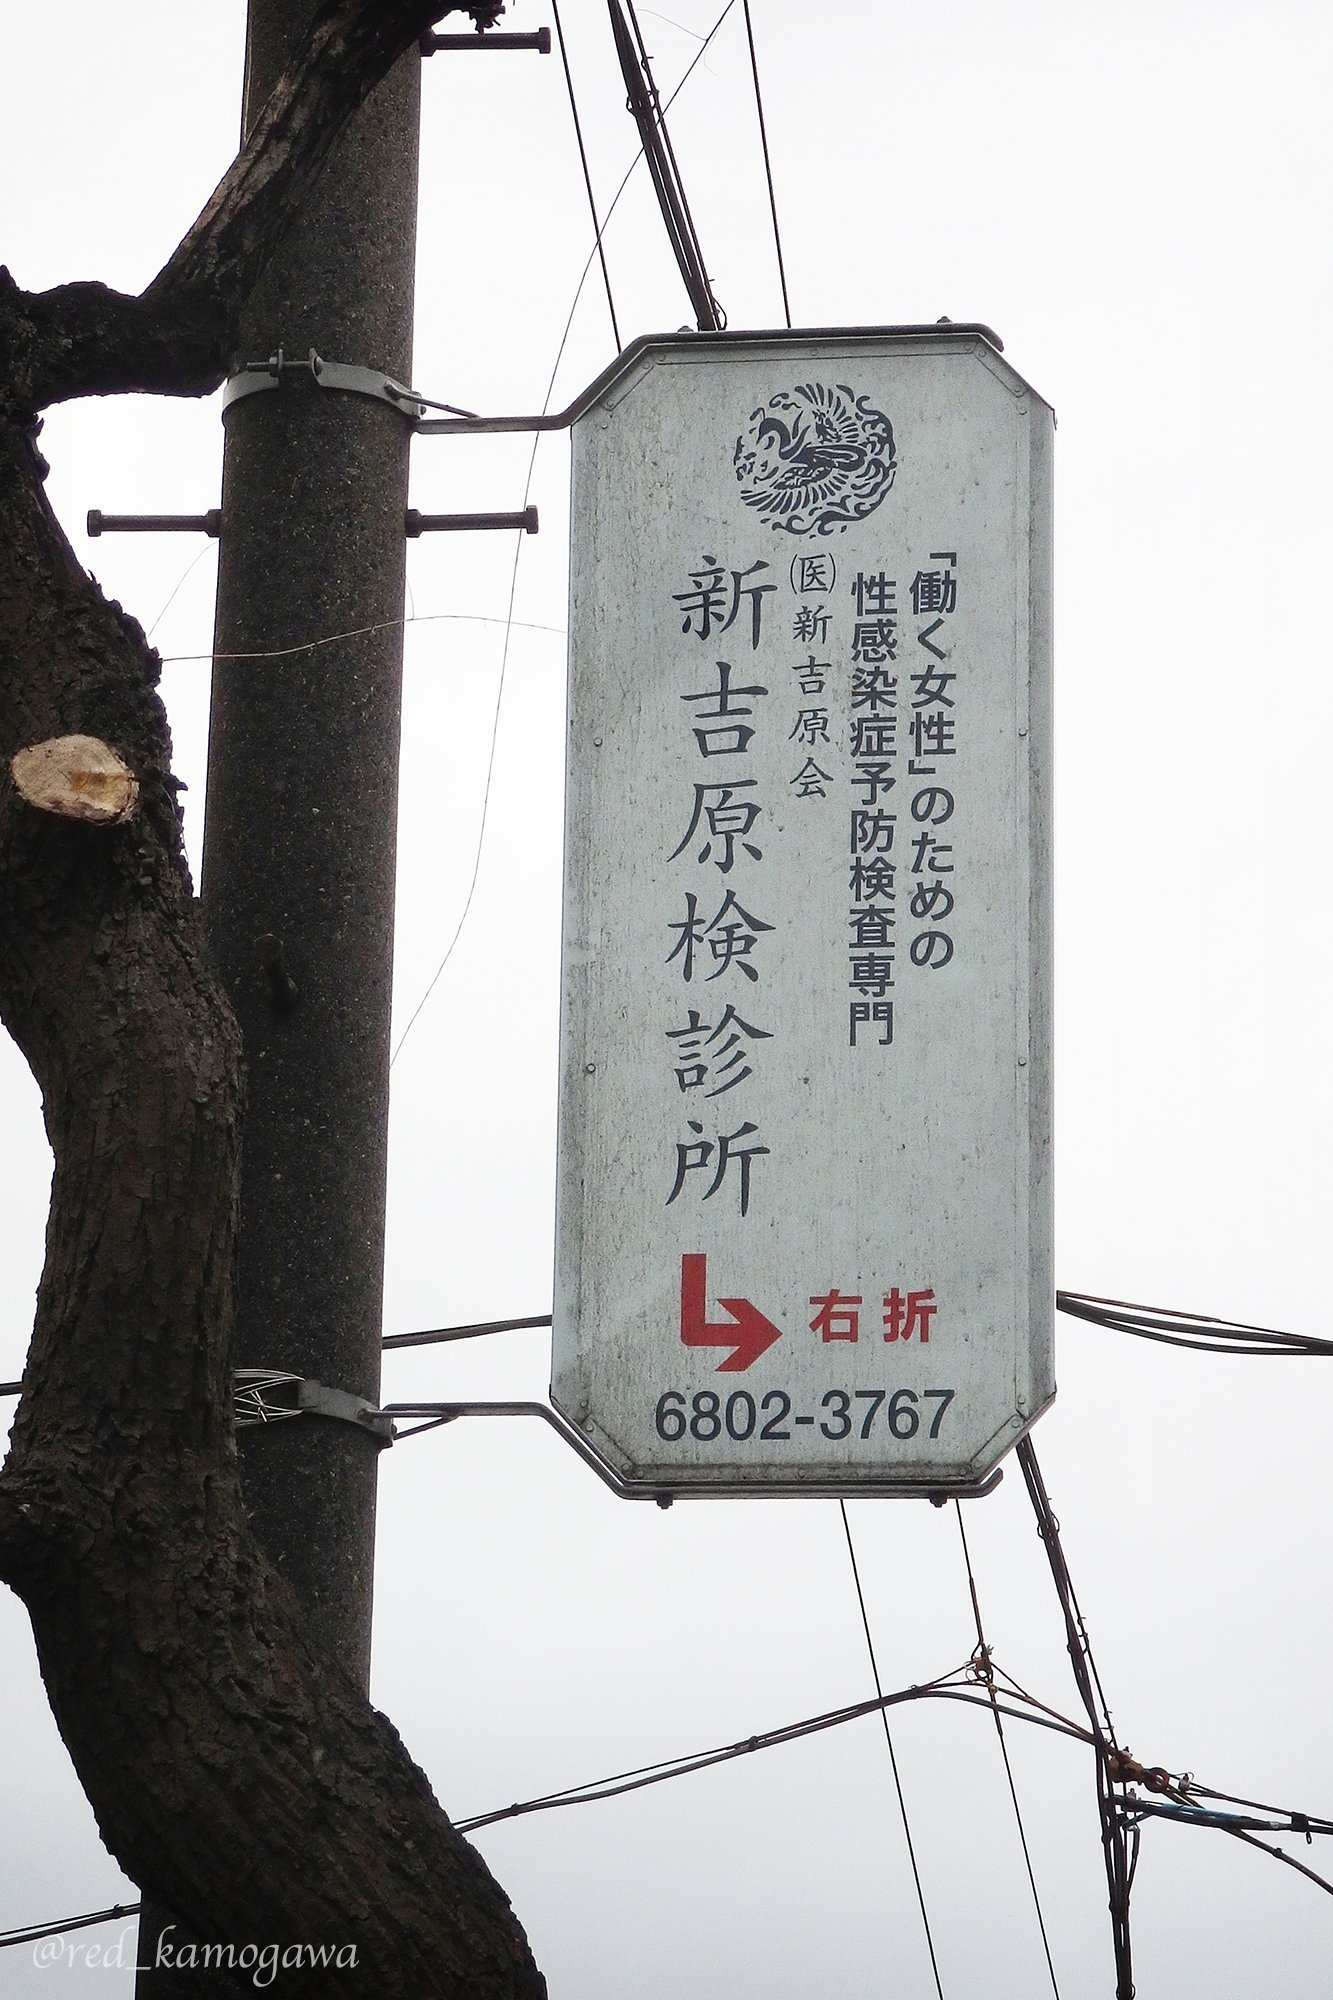 「働く女性」のための
性感染症予防検査専門
㊩新吉原会
新吉原検診所
右折
6802-3767
@red_kamogawa